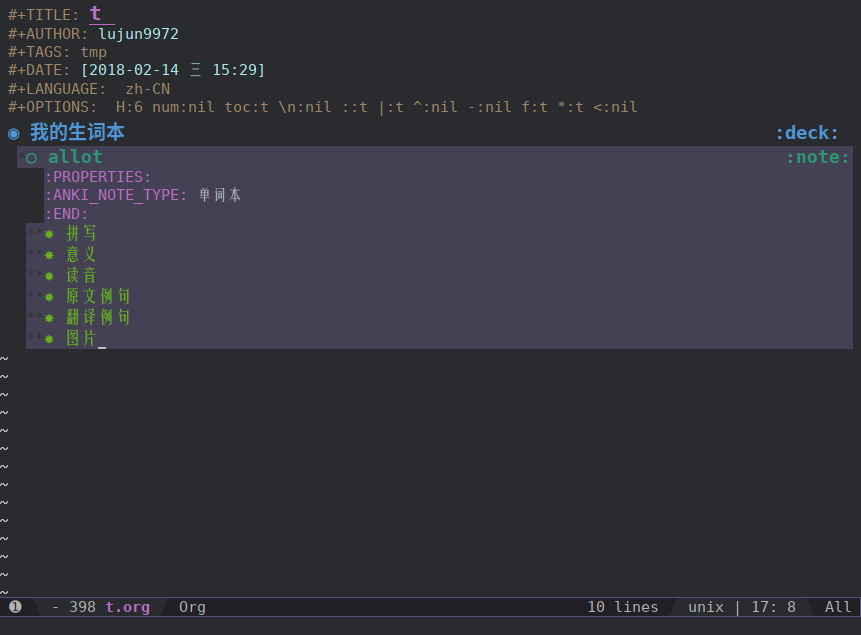 #+TITLE: t
#+AUTHOR: lujun9972
#+TAGS: tmp
#+DATE: [2018-02-14 三 15:29]
#+LANGUAGE:  zh-CN
#+OPTIONS:  H:6 num:nil toc:t \n:nil ::t |:t ^:nil -:nil f:t *:t <:nil
◉ 我的生词本 :deck:
*○ allot :note:
:PROPERTIES:
:ANKI_NOTE_TYPE: 单词本
:END:
**✸ 拼写
**✸ 意义
**✸ 读音
**✸ 原文例句
**✸ 翻译例句
**✸ 图片
~
~
~
~
~
~
~
~
~
~
~
~
~
~
❶ - 398 t.org Org 10 lines unix | 17: 8 All